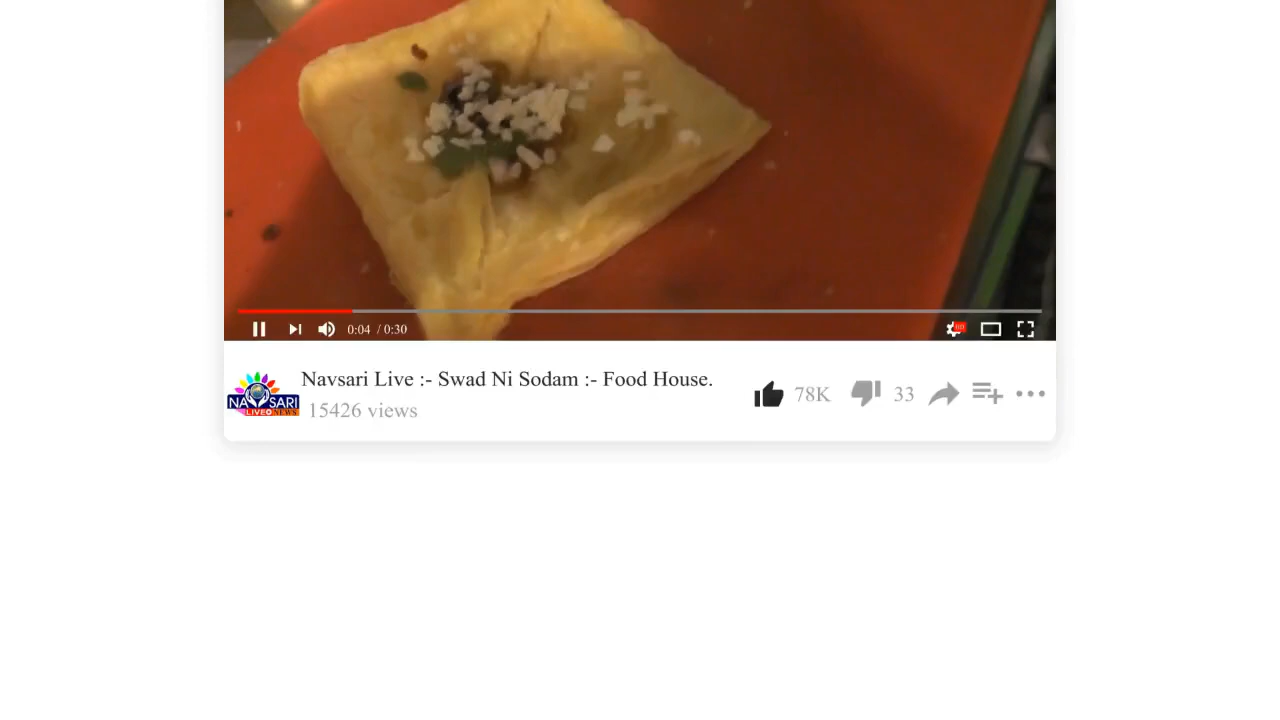 0:04 / 0:30
Navsari Live :- Swad Ni Sodam :- Food House.
15426 views
78K
33
NAVSARI
LIVE NEWS